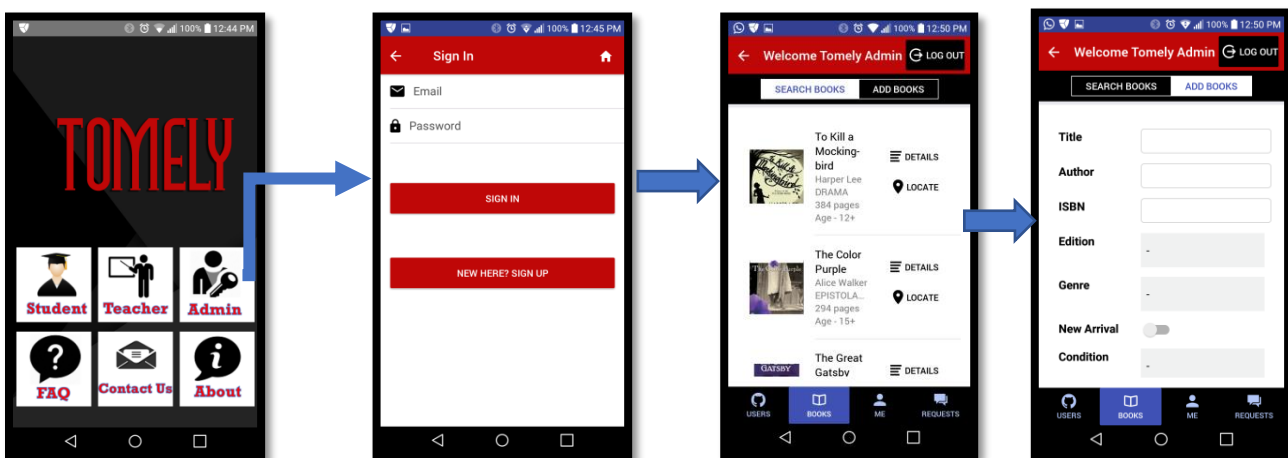 12:44 PM
TOMELY
Student
Teacher
Admin
FAQ
Contact Us
About
100% 12:45 PM
Sign In
Email
Password
SIGN IN
NEW HERE? SIGN UP
100% 12:50 PM
Welcome Tomely Admin
LOG OUT
SEARCH BOOKS
ADD BOOKS
To Kill a
Mocking-
bird
Harper Lee
DRAMA
384 pages
Age - 12+
DETAILS
LOCATE
The Color
Purple
Alice Walker
EPISTOLA...
294 pages
Age - 15+
DETAILS
LOCATE
GATSBY
The Great
Gatsby
DETAILS
USERS
BOOKS
ME
REQUESTS
100% 12:50 PM
Welcome Tomely Admin
LOG OUT
SEARCH BOOKS
ADD BOOKS
Title
Author
ISBN
Edition
-
Genre
-
New Arrival
Condition
-
USERS
BOOKS
ME
REQUESTS